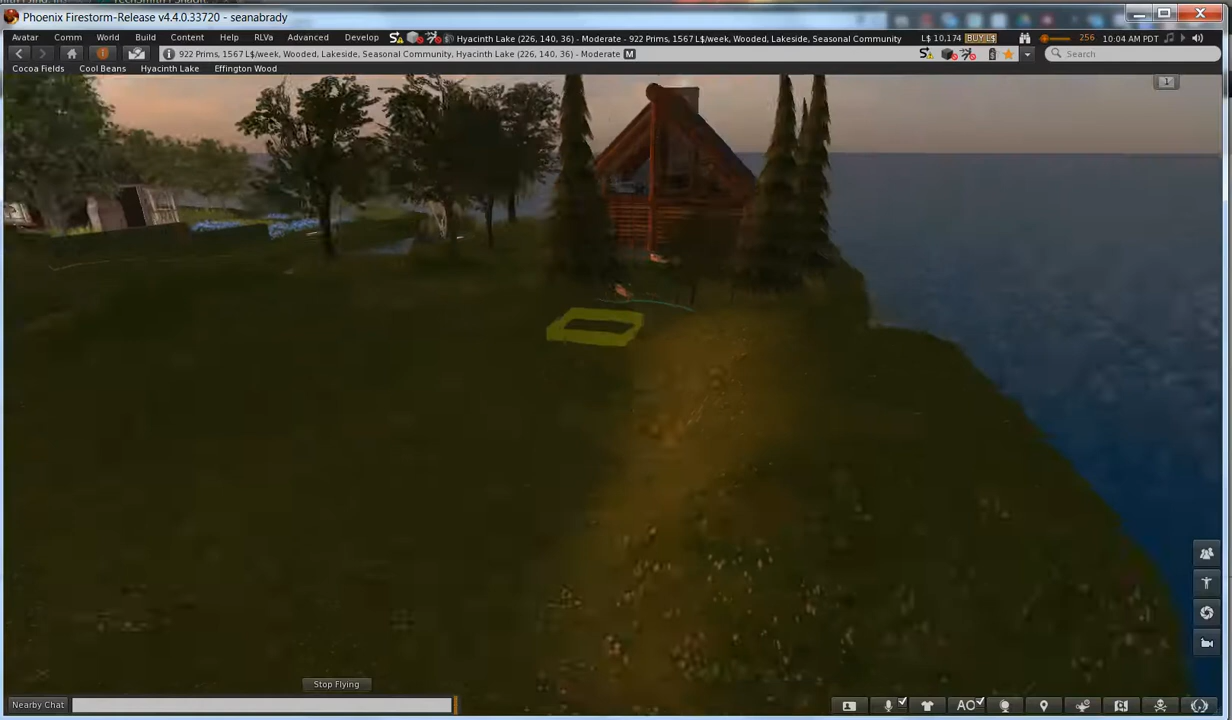 Phoenix Firestorm-Release v4.4.0.33720 - seanabrady
Avatar Comm World Build Content Help RLVa Advanced Develop Hyacinth Lake (226, 140, 36) - Moderate - 922 Prims, 1567 L$/week, Wooded, Lakeside, Seasonal Community L$ 10,174 BUY L$ 256 10:04 AM PDT
922 Prims, 1567 L$/week, Wooded, Lakeside, Seasonal Community, Hyacinth Lake (226, 140, 36) - Moderate M Search
Cocoa Fields Cool Beans Hyacinth Lake Effington Wood
1
Stop Flying
Nearby Chat AO